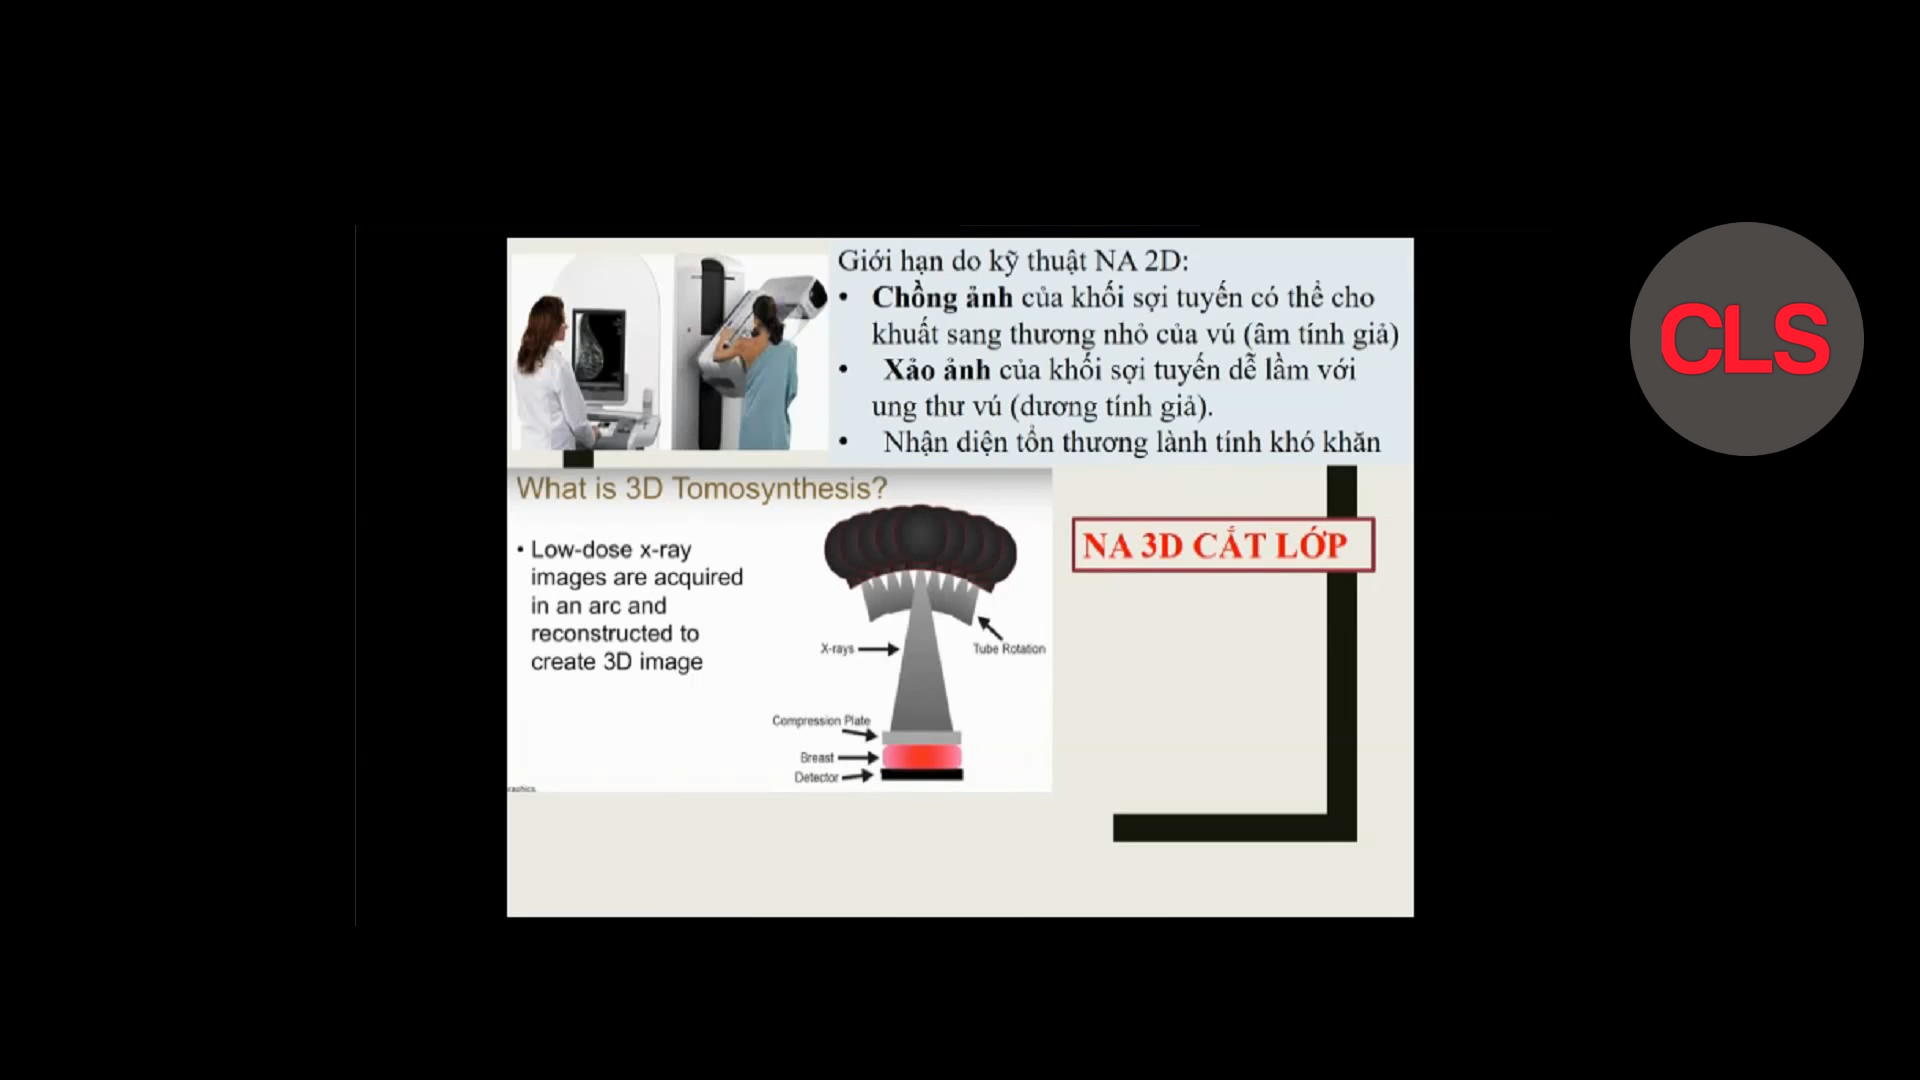 Giới hạn do kỹ thuật NA 2D:
• Chồng ảnh của khối sợi tuyến có thể cho
khuất sang thương nhỏ của vú (âm tính giả)
• Xảo ảnh của khối sợi tuyến dễ lầm với
ung thư vú (dương tính giả).
• Nhận diện tổn thương lành tính khó khăn
CLS
What is 3D Tomosynthesis?
• Low-dose x-ray
images are acquired
in an arc and
reconstructed to
create 3D image
X-rays
Tube Rotation
Compression Plate
Breast
Detector
NA 3D CẮT LỚP